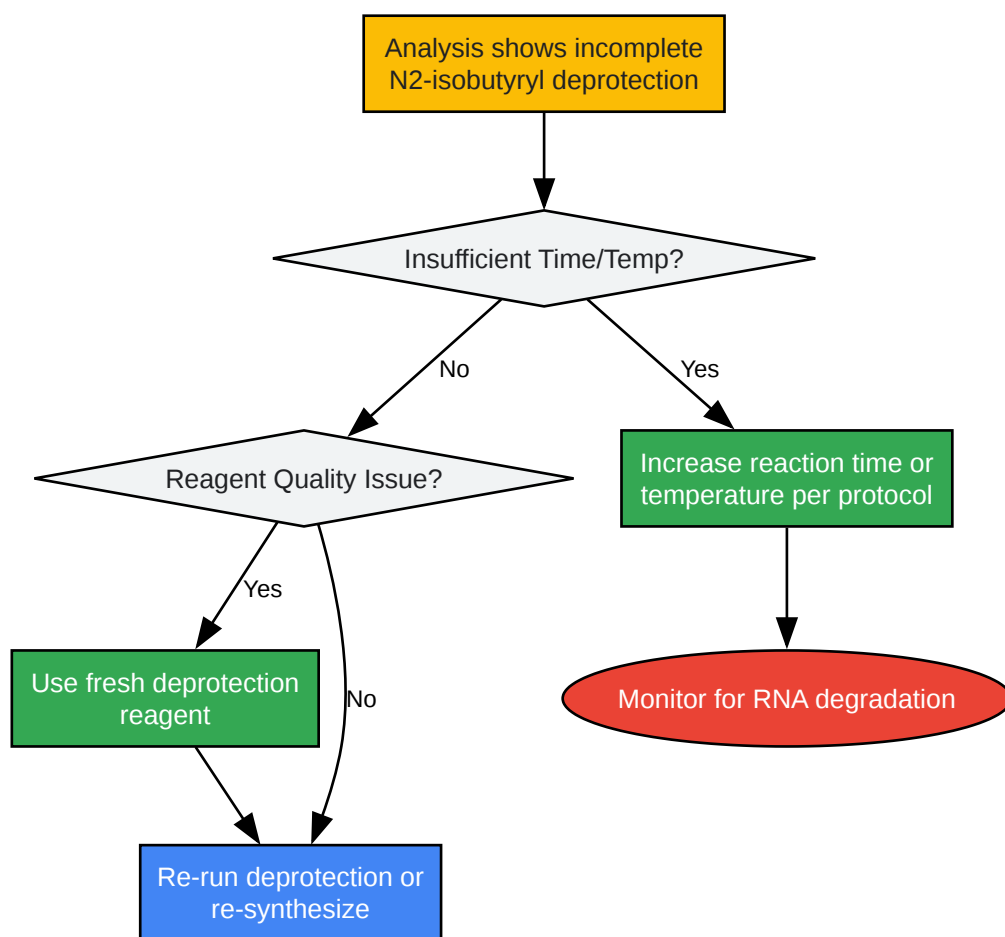 Analysis shows incomplete
N2-isobutyryl deprotection
Insufficient Time/Temp?
No
Yes
Reagent Quality Issue?
Increase reaction time or
temperature per protocol
Yes
No
Use fresh deprotection
reagent
Monitor for RNA degradation
Re-run deprotection or
re-synthesize